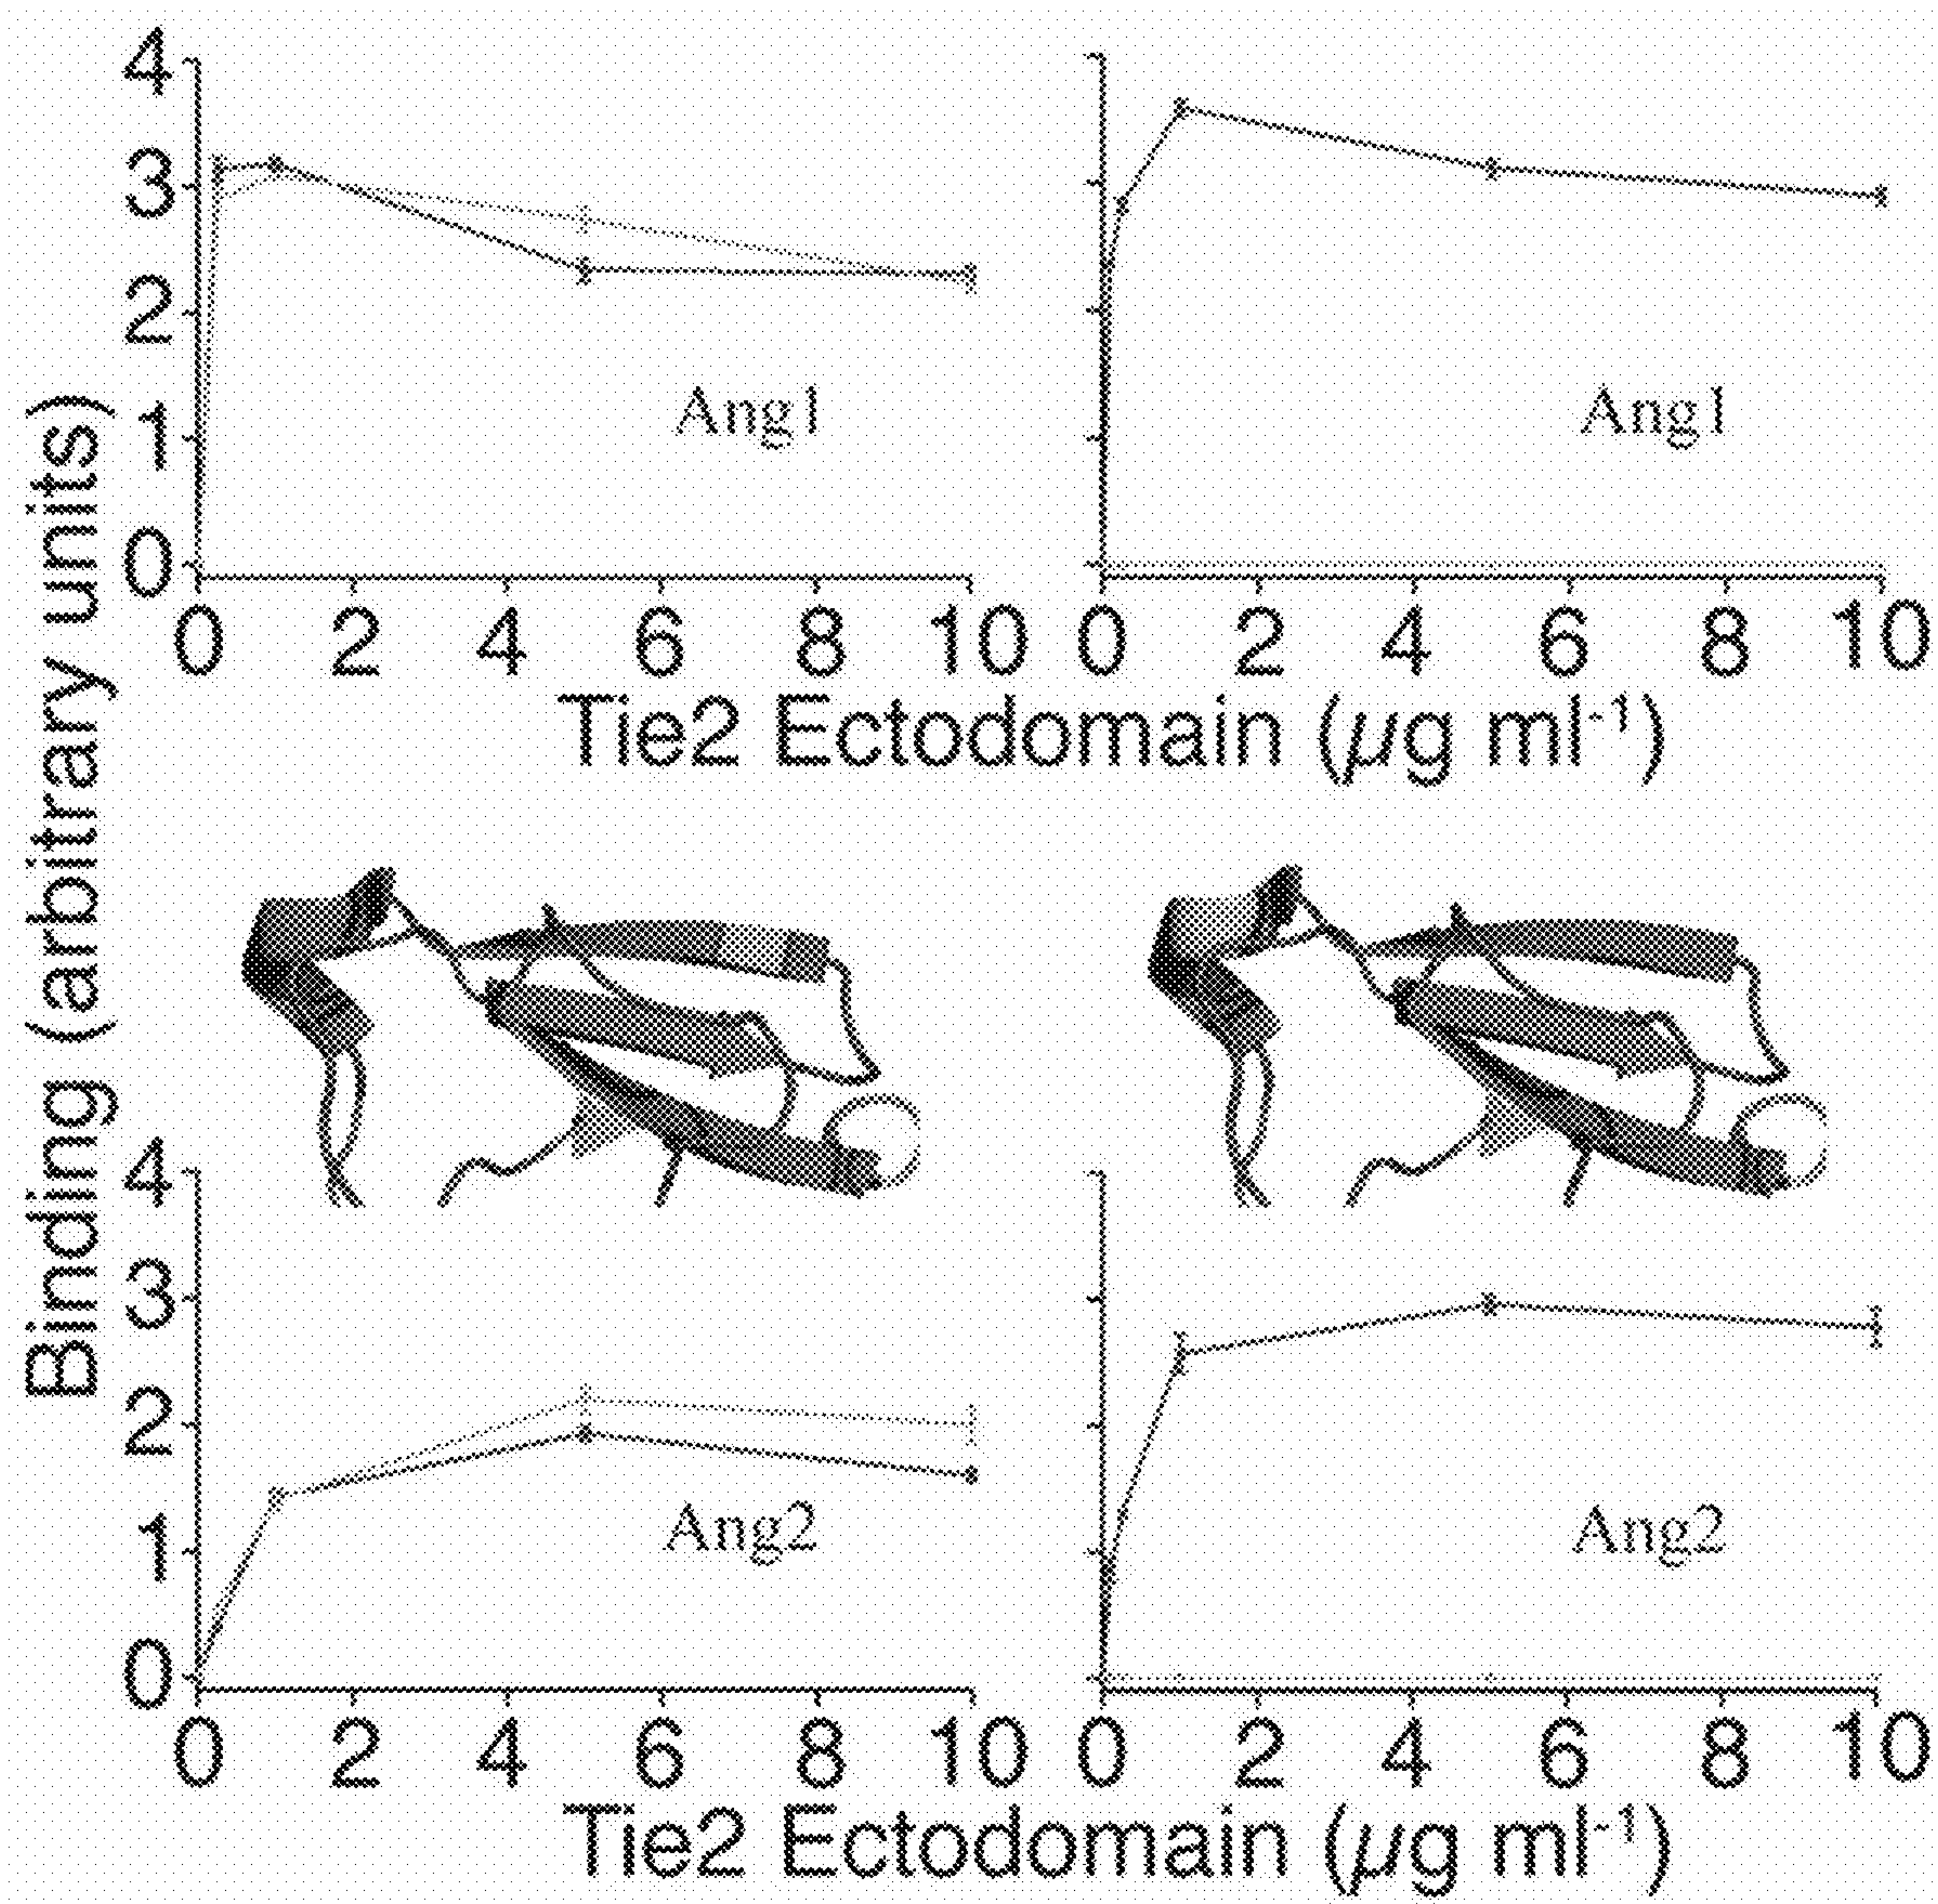 Binding (arbitrary units)
4
3
2
1
0
Ang1
Ang1
0 2 4 6 8 10 0 2 4 6 8 10
Tie2 Ectodomain (µg ml-1)
4
3
2
1
0
Ang2
Ang2
0 2 4 6 8 10 0 2 4 6 8 10
Tie2 Ectodomain (µg ml-1)